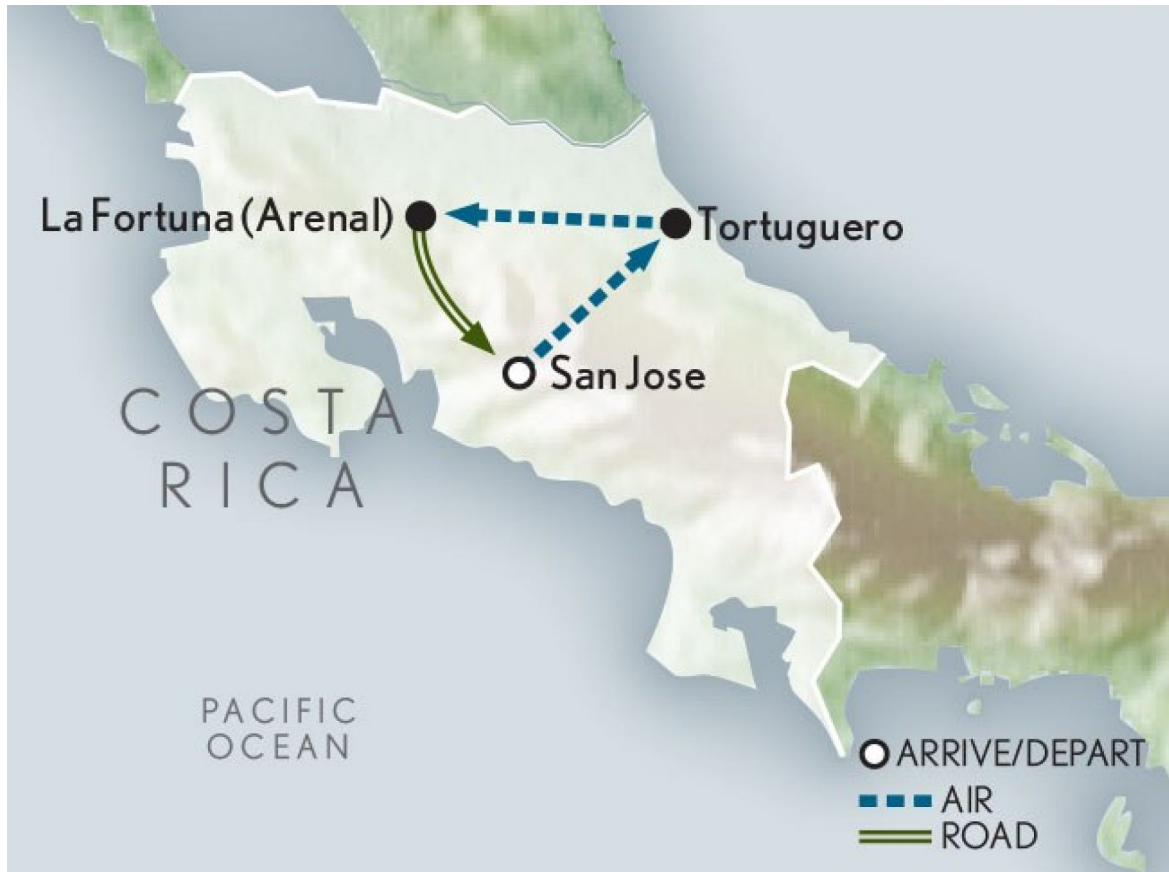 La Fortuna (Arenal)
Tortuguero
San Jose
COSTA
RICA
PACIFIC
OCEAN
ARRIVE/DEPART
AIR
ROAD